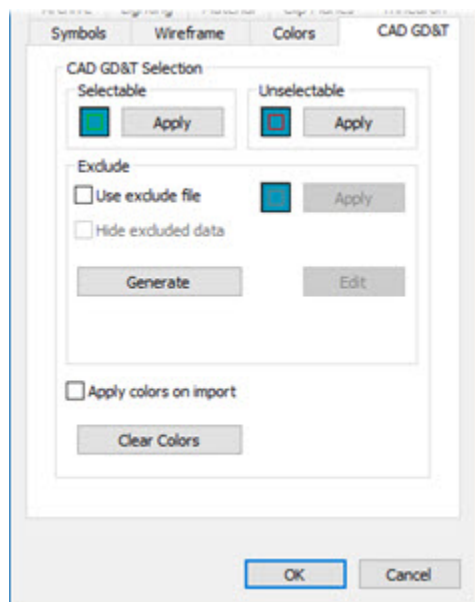 Symbols Wireframe Colors CAD GD&T
CAD GD&T Selection
Selectable Unselectable
Apply Apply
Exclude
Use exclude file Apply
Hide excluded data
Generate Edit
Apply colors on import
Clear Colors
OK Cancel